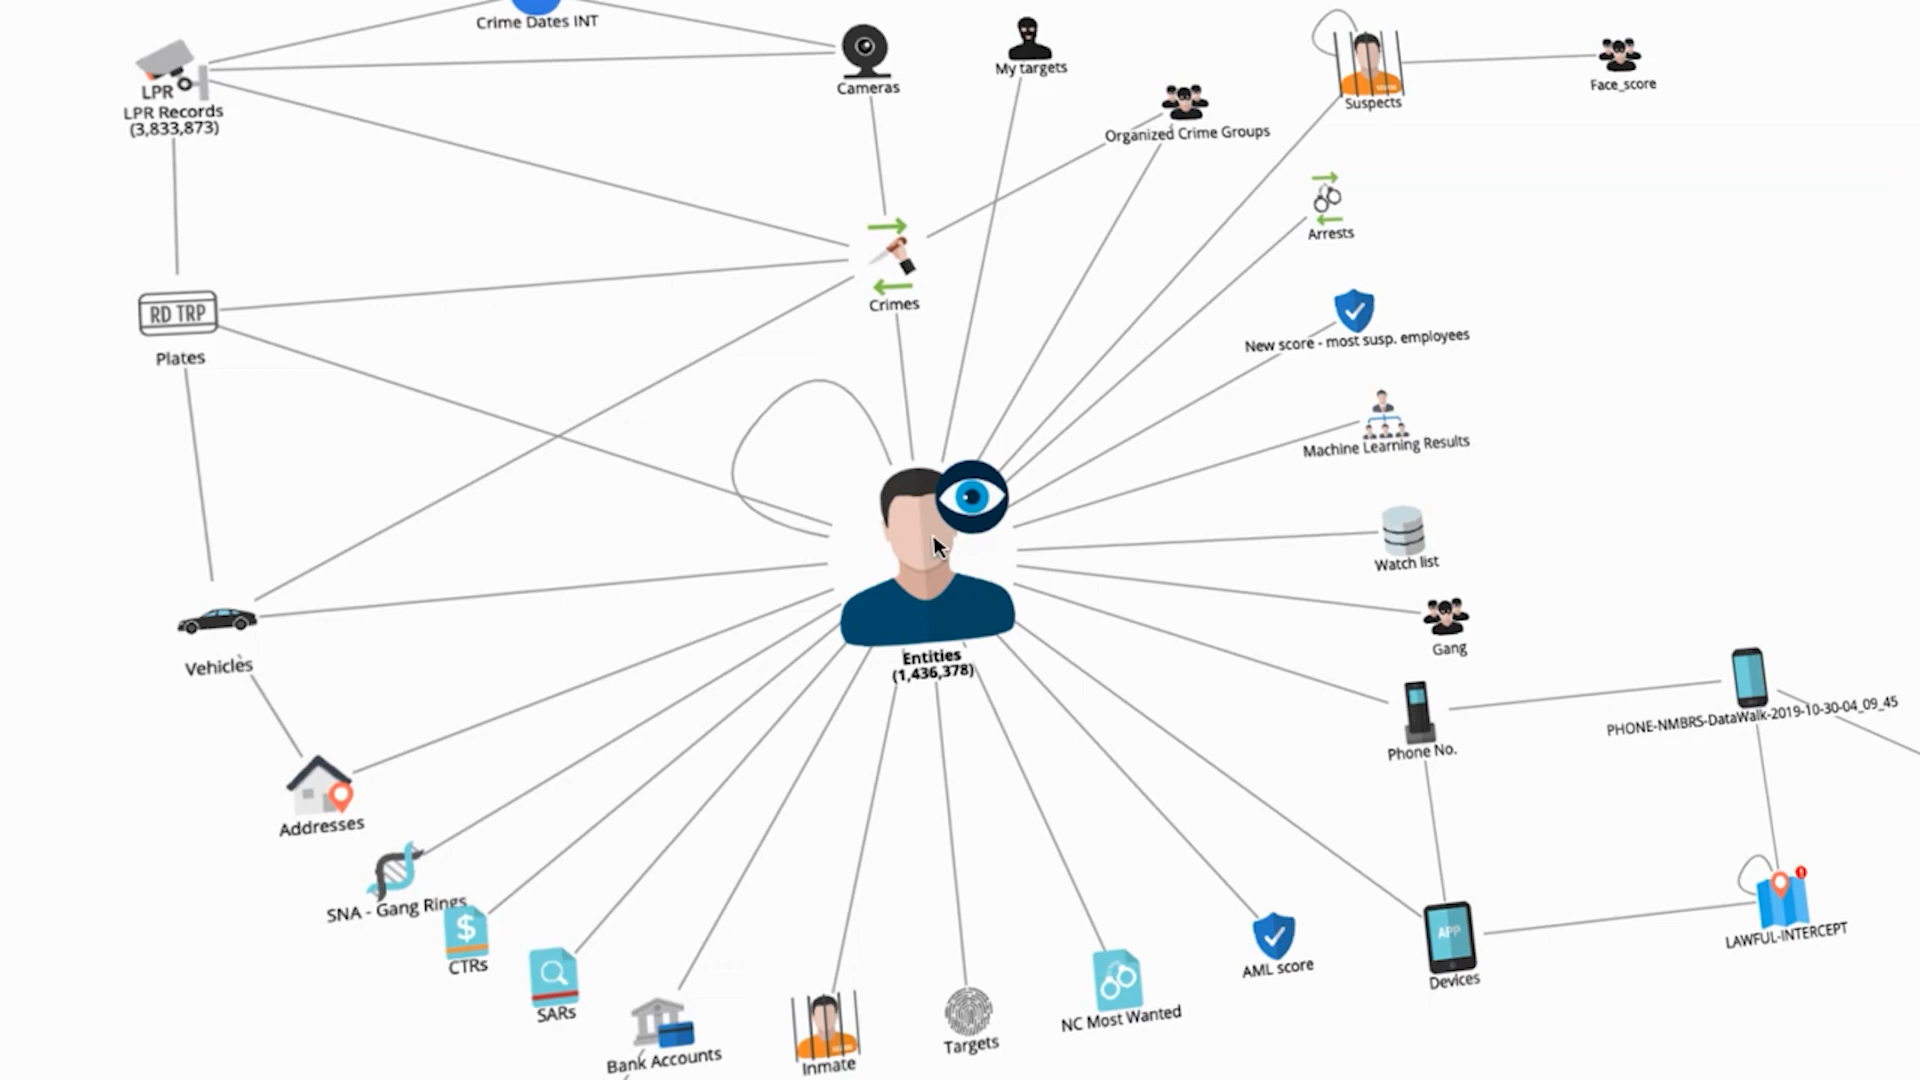 Crime Dates INT
LPR
LPR Records
(3,833,873)
Cameras
My targets
Organized Crime Groups
Suspects
Face_score
Arrests
Crimes
RD TRP
Plates
New score - most susp. employees
Machine Learning Results
Watch list
Gang
Entities
(1,436,378)
Vehicles
Phone No.
PHONE-NMBRS-DataWalk-2019-10-30-04_09_45
Addresses
SNA - Gang Rings
$
CTRs
SARs
Bank Accounts
Inmate
Targets
NC Most Wanted
AML score
APP
Devices
LAWFUL-INTERCEPT